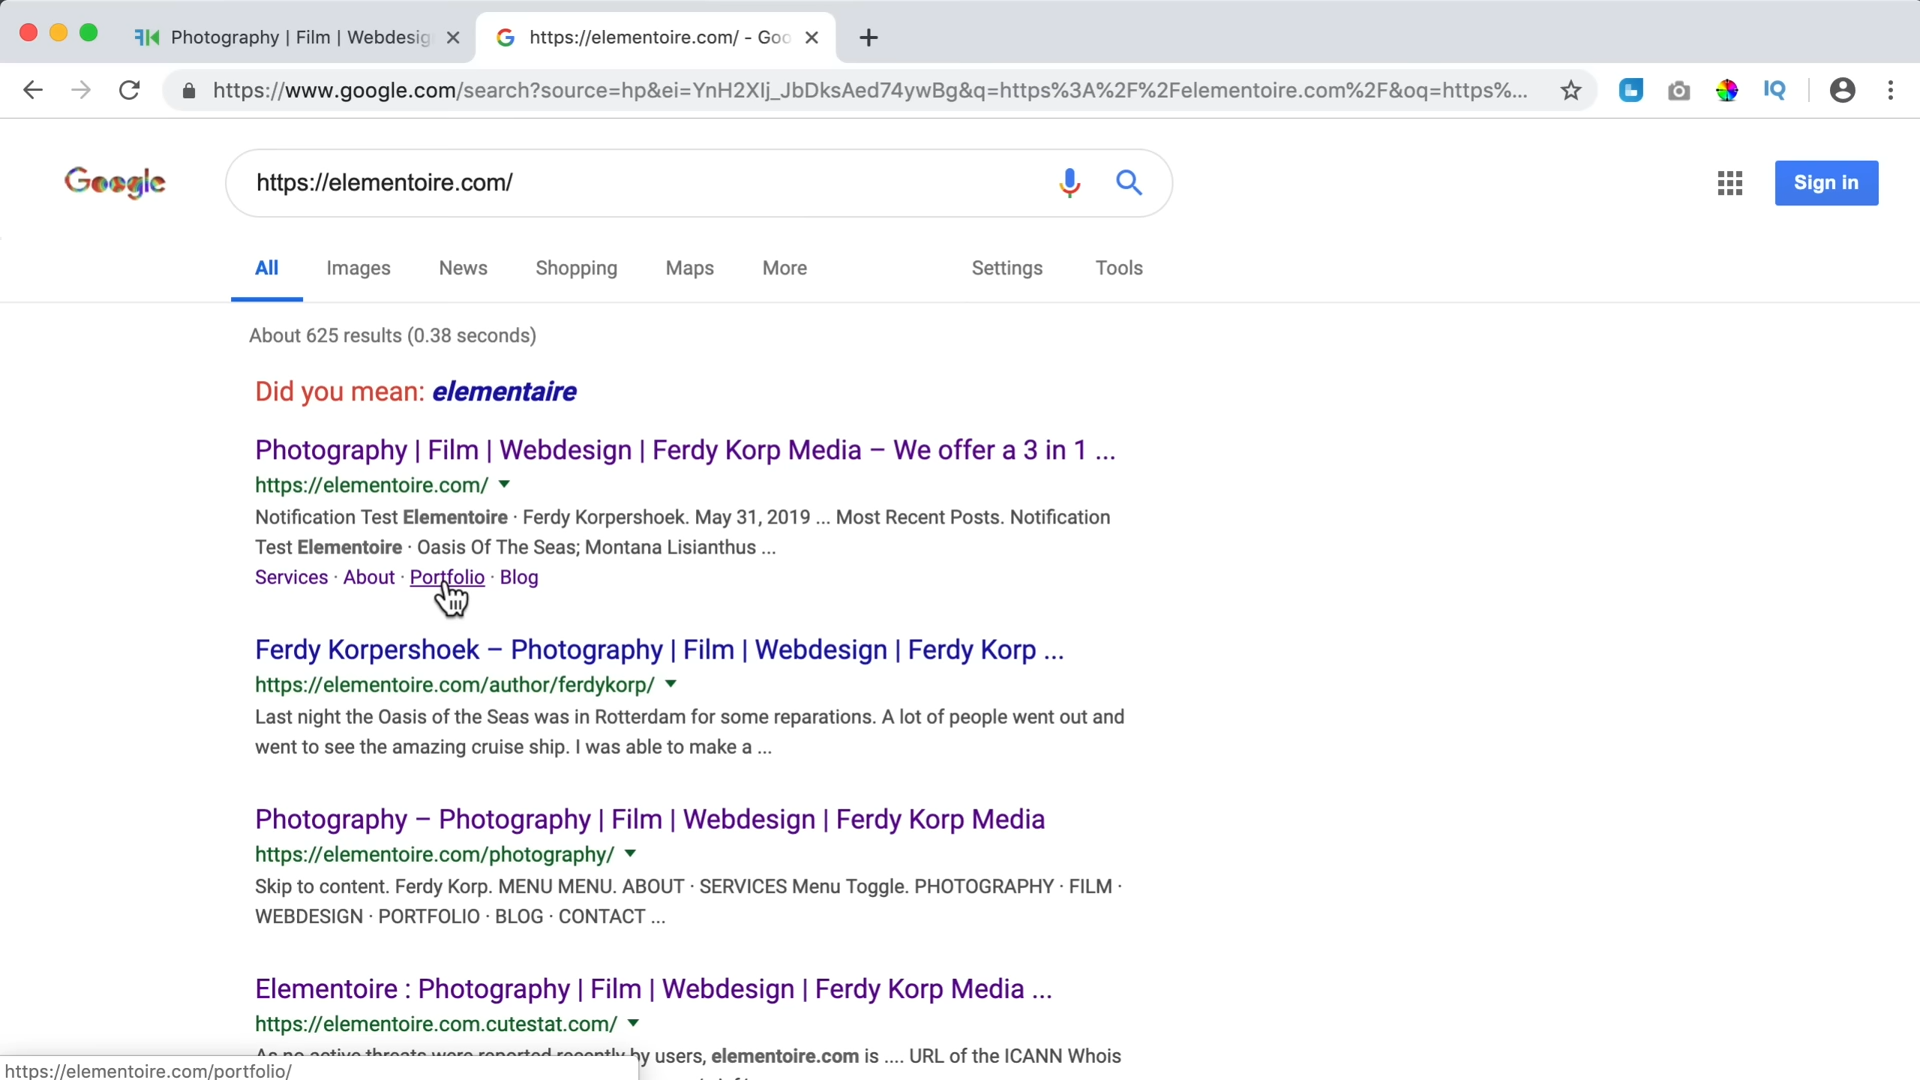 Photography | Film | Webdesig
https://elementoire.com/ - Goo
https://www.google.com/search?source=hp&ei=YnH2XIj_JbDksAed74ywBg&q=https%3A%2F%2Felementoire.com%2F&oq=https%...
IQ
Google
https://elementoire.com/
Sign in
All
Images
News
Shopping
Maps
More
Settings
Tools
About 625 results (0.38 seconds)
Did you mean: elementaire
Photography | Film | Webdesign | Ferdy Korp Media – We offer a 3 in 1 ...
https://elementoire.com/
Notification Test Elementoire · Ferdy Korpershoek. May 31, 2019 ... Most Recent Posts. Notification
Test Elementoire · Oasis Of The Seas; Montana Lisianthus ...
Services · About · Portfolio · Blog
Ferdy Korpershoek – Photography | Film | Webdesign | Ferdy Korp ...
https://elementoire.com/author/ferdykorp/
Last night the Oasis of the Seas was in Rotterdam for some reparations. A lot of people went out and
went to see the amazing cruise ship. I was able to make a ...
Photography – Photography | Film | Webdesign | Ferdy Korp Media
https://elementoire.com/photography/
Skip to content. Ferdy Korp. MENU MENU. ABOUT · SERVICES Menu Toggle. PHOTOGRAPHY · FILM ·
WEBDESIGN · PORTFOLIO · BLOG · CONTACT ...
Elementoire : Photography | Film | Webdesign | Ferdy Korp Media ...
https://elementoire.com.cutestat.com/
As no active threats were reported recently by users, elementoire.com is .... URL of the ICANN Whois
https://elementoire.com/portfolio/